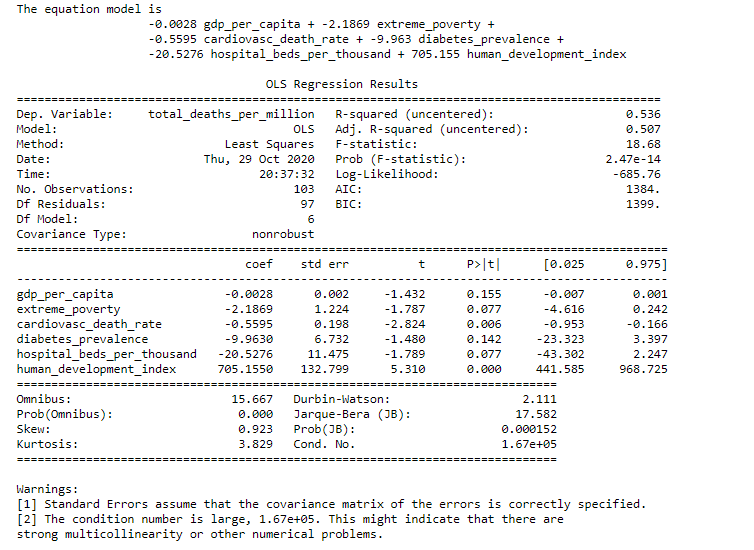 The equation model is
-0.0028 gdp_per_capita + -2.1869 extreme_poverty +
-0.5595 cardiovasc_death_rate + -9.963 diabetes_prevalence +
-20.5276 hospital_beds_per_thousand + 705.155 human_development_index
OLS Regression Results
==============================================================================
Dep. Variable: total_deaths_per_million R-squared (uncentered): 0.536
Model: OLS Adj. R-squared (uncentered): 0.507
Method: Least Squares F-statistic: 18.68
Date: Thu, 29 Oct 2020 Prob (F-statistic): 2.47e-14
Time: 20:37:32 Log-Likelihood: -685.76
No. Observations: 103 AIC: 1384.
Df Residuals: 97 BIC: 1399.
Df Model: 6
Covariance Type: nonrobust
==============================================================================
coef std err t P>|t| [0.025 0.975]
------------------------------------------------------------------------------
gdp_per_capita -0.0028 0.002 -1.432 0.155 -0.007 0.001
extreme_poverty -2.1869 1.224 -1.787 0.077 -4.616 0.242
cardiovasc_death_rate -0.5595 0.198 -2.824 0.006 -0.953 -0.166
diabetes_prevalence -9.9630 6.732 -1.480 0.142 -23.323 3.397
hospital_beds_per_thousand -20.5276 11.475 -1.789 0.077 -43.302 2.247
human_development_index 705.1550 132.799 5.310 0.000 441.585 968.725
==============================================================================
Omnibus: 15.667 Durbin-Watson: 2.111
Prob(Omnibus): 0.000 Jarque-Bera (JB): 17.582
Skew: 0.923 Prob(JB): 0.000152
Kurtosis: 3.829 Cond. No. 1.67e+05
==============================================================================
Warnings:
[1] Standard Errors assume that the covariance matrix of the errors is correctly specified.
[2] The condition number is large, 1.67e+05. This might indicate that there are
strong multicollinearity or other numerical problems.